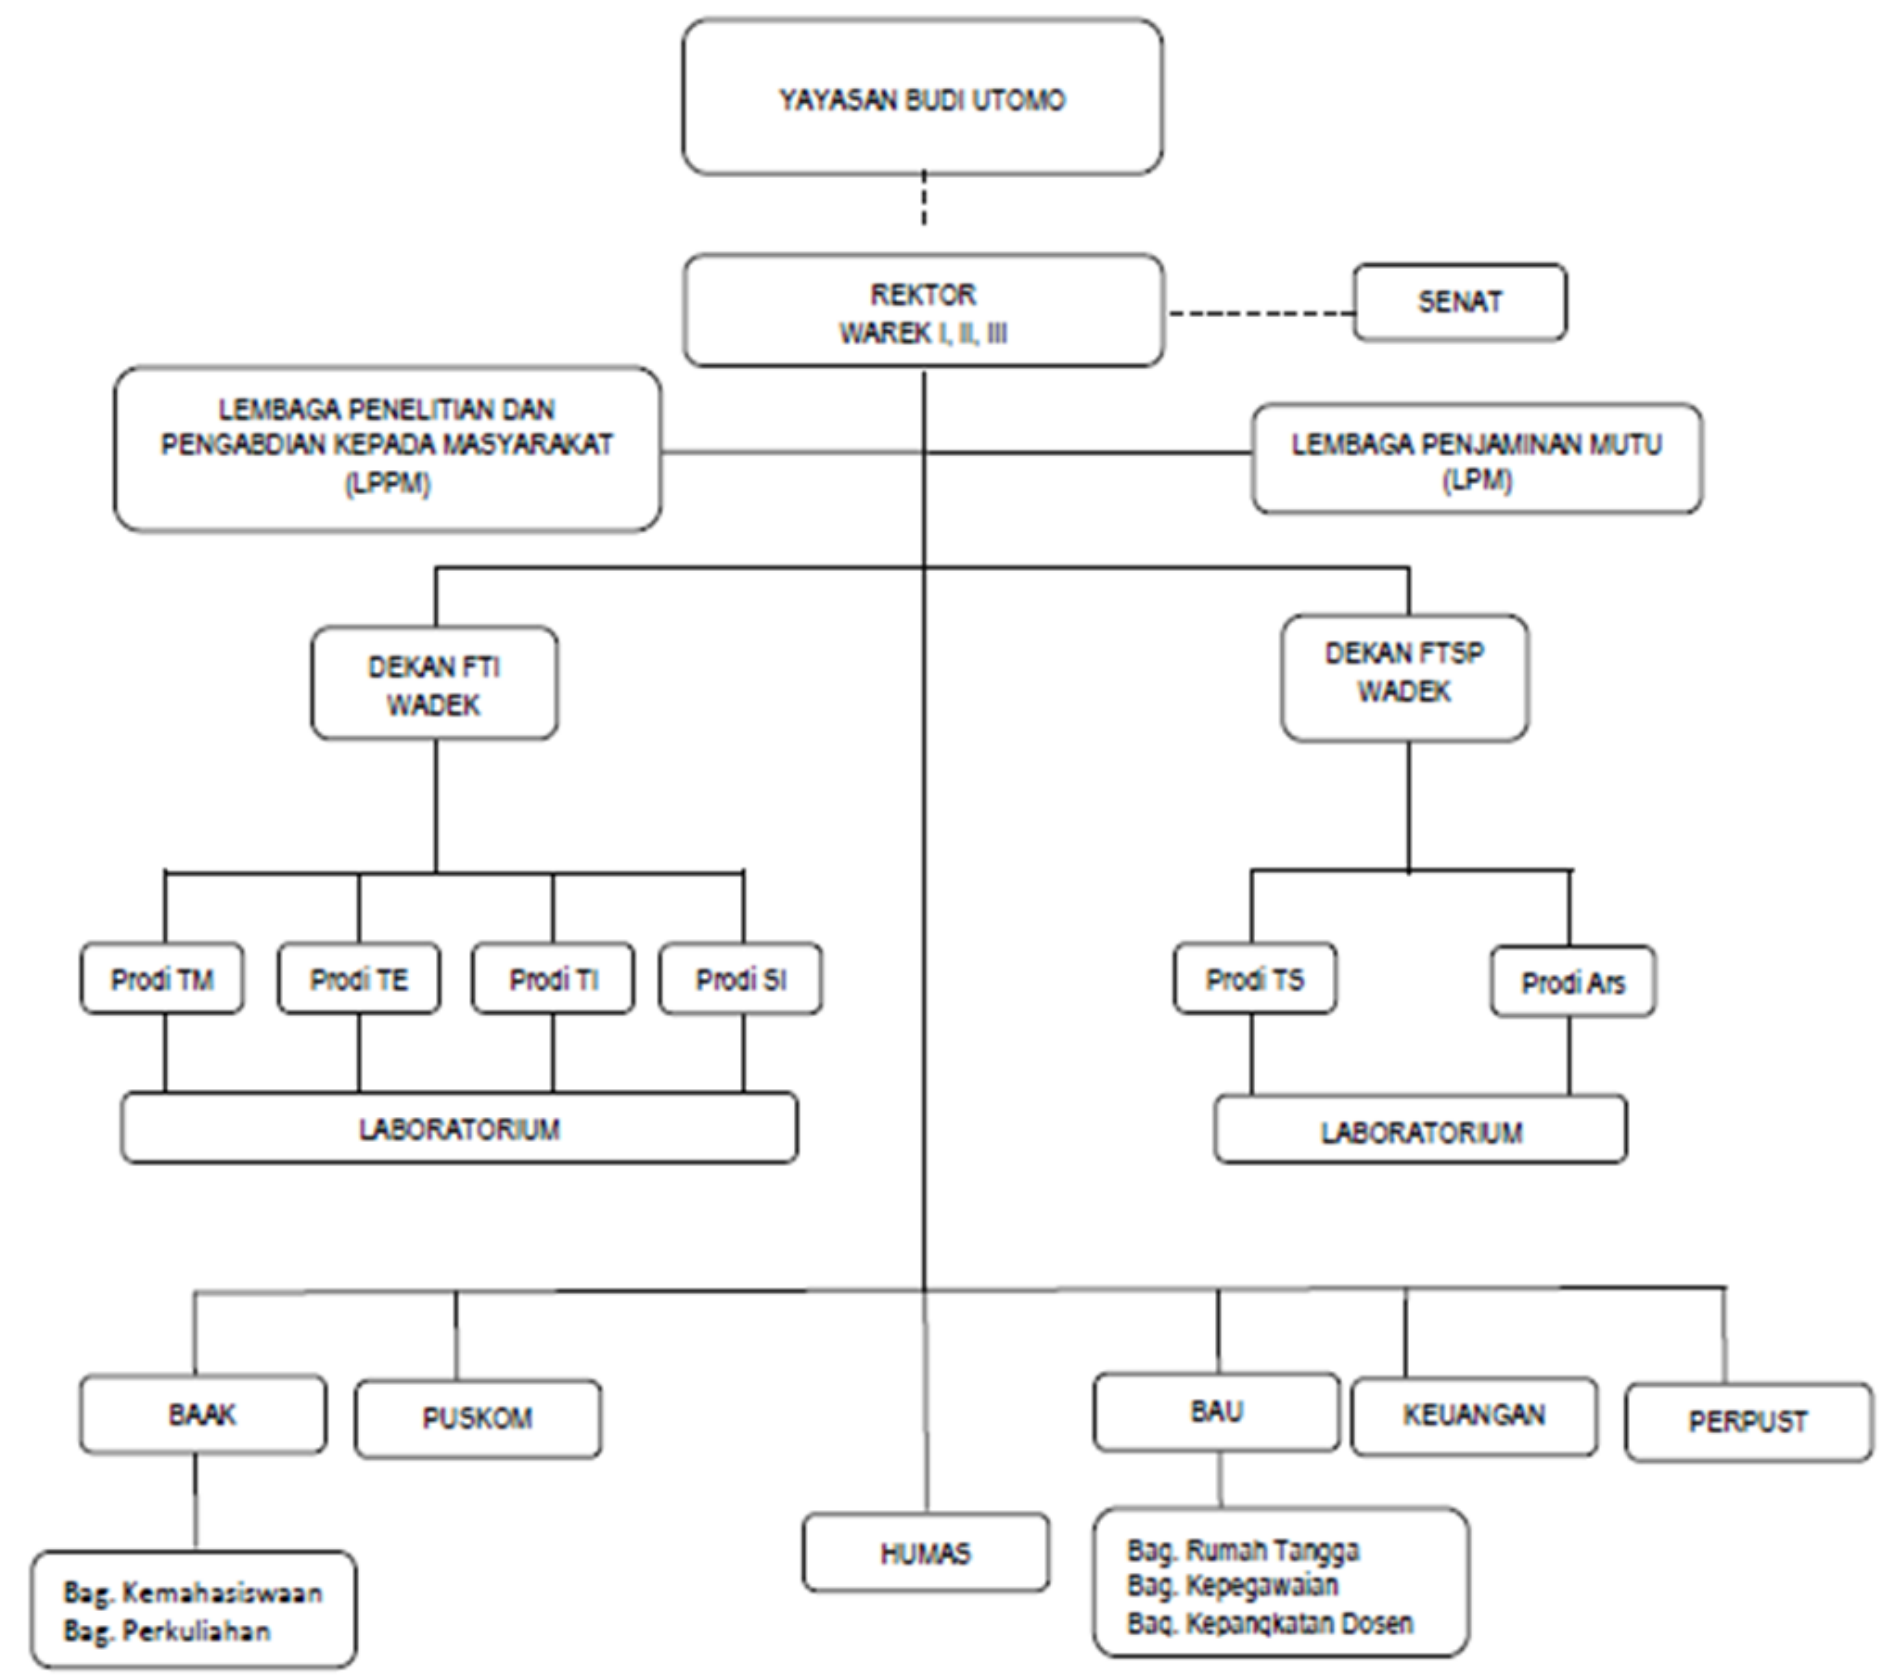 YAYASAN BUDI UTOMO
REKTOR
WAREK I, II, III
SENAT
LEMBAGA PENELITIAN DAN
PENGABDIAN KEPADA MASYARAKAT
(LPPM)
LEMBAGA PENJAMINAN MUTU
(LPM)
DEKAN FTI
WADEK
DEKAN FTSP
WADEK
Prodi TM
Prodi TE
Prodi TI
Prodi SI
Prodi TS
Prodi Ars
LABORATORIUM
LABORATORIUM
BAAK
PUSKOM
BAU
KEUANGAN
PERPUST
HUMAS
Bag. Kemahasiswaan
Bag. Perkuliahan
Bag. Rumah Tangga
Bag. Kepegawaian
Bag. Kepangkatan Dosen